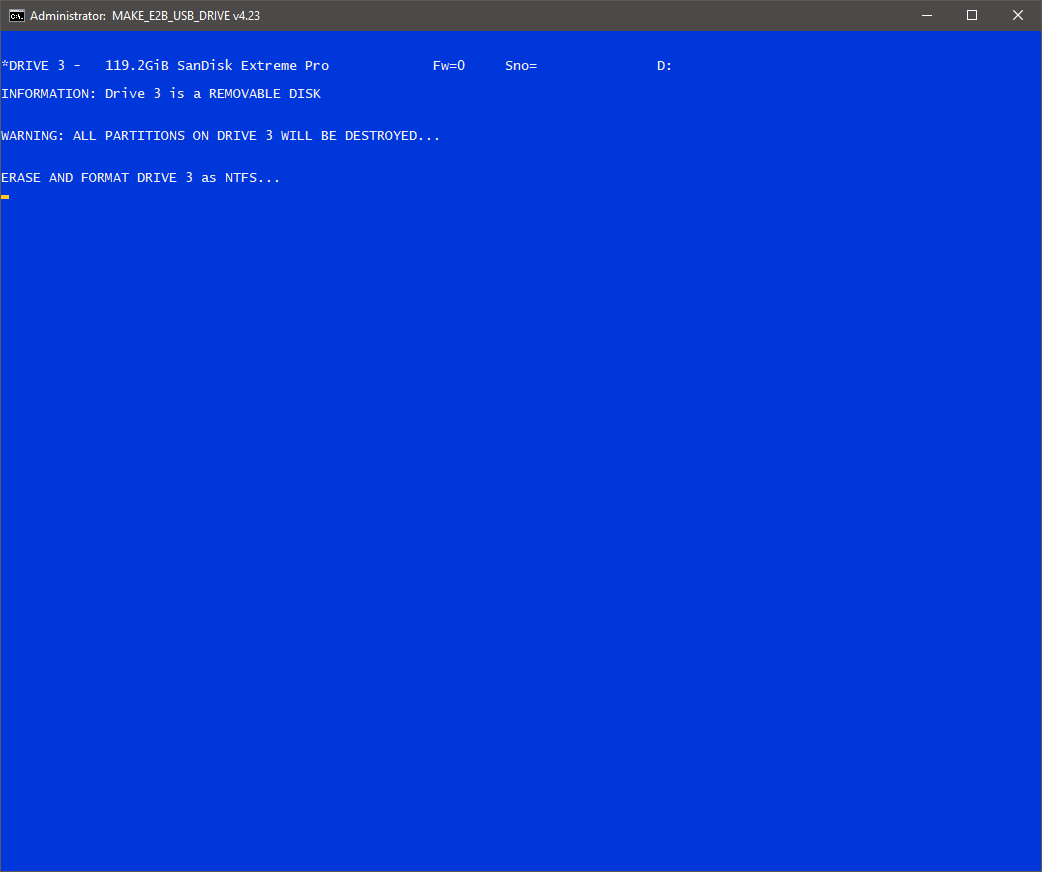 Administrator: MAKE_E2B_USB_DRIVE v4.23
*DRIVE 3 - 119.2GiB SanDisk Extreme Pro Fw=0 Sno= D:
INFORMATION: Drive 3 is a REMOVABLE DISK
WARNING: ALL PARTITIONS ON DRIVE 3 WILL BE DESTROYED...
ERASE AND FORMAT DRIVE 3 as NTFS...